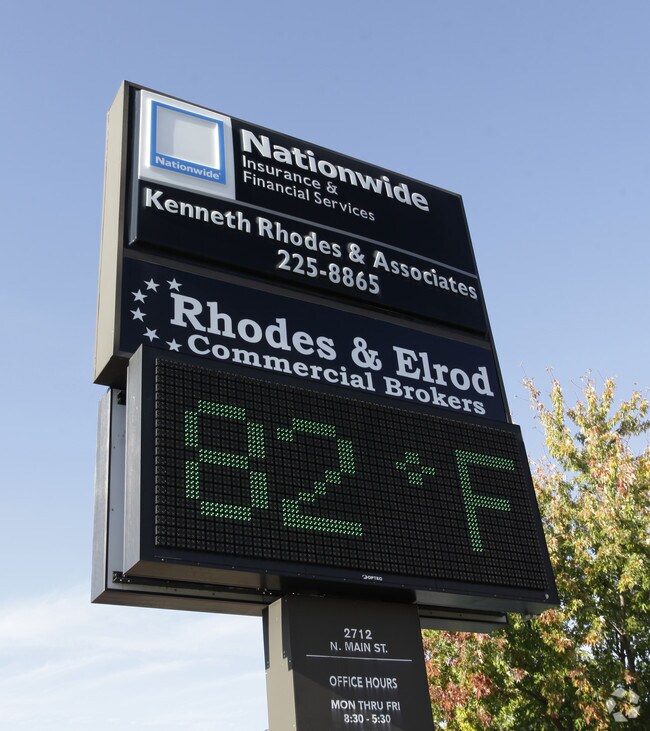 Nationwide®
Nationwide
Insurance &
Financial Services
Kenneth Rhodes & Associates
225-8865
Rhodes & Elrod
Commercial Brokers
82 °F
OPTEC
2712
N. MAIN ST.
OFFICE HOURS
MON THRU FRI
8:30 - 5:30